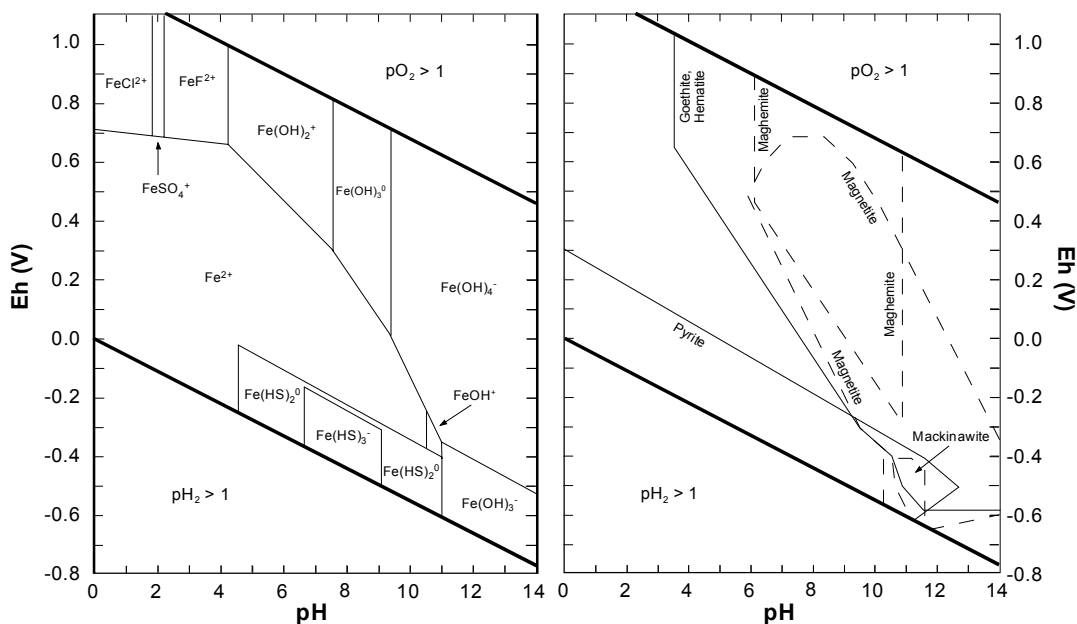 1.0
0.8
0.6
0.4
0.2
0.0
-0.2
-0.4
-0.6
-0.8
Eh (V)
0 2 4 6 8 10 12 14
pH
pO₂ > 1
FeCl²⁺
FeF²⁺
FeSO₄⁺
Fe(OH)₂⁺
Fe(OH)₃⁰
Fe²⁺
Fe(OH)₄⁻
FeOH⁺
Fe(HS)₂⁰
Fe(HS)₃⁻
Fe(HS)₂⁰
Fe(OH)₃⁻
pH₂ > 1
pO₂ > 1
Goethite,
Hematite
Maghemite
Magnetite
Maghemite
Pyrite
Magnetite
Mackinawite
pH₂ > 1
0 2 4 6 8 10 12 14
pH
1.0
0.8
0.6
0.4
0.2
0.0
-0.2
-0.4
-0.6
-0.8
Eh (V)